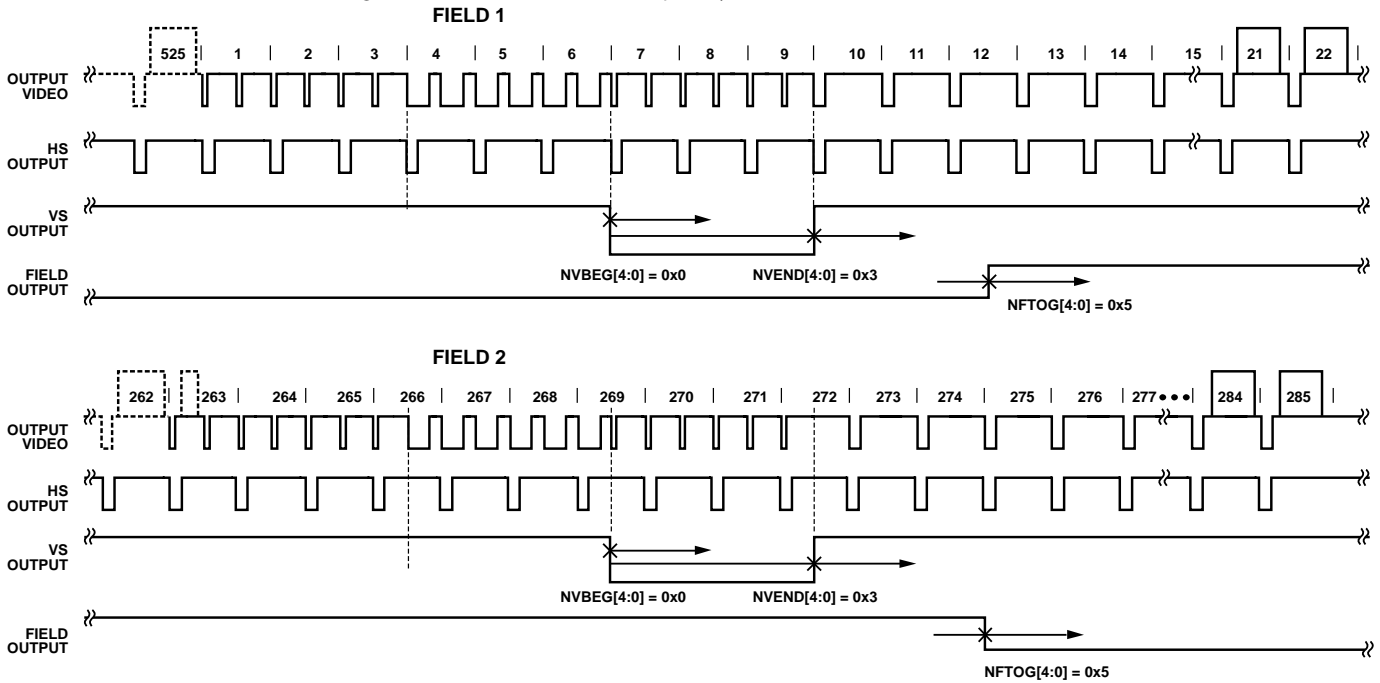 FIELD 1
525 | 1 | 2 | 3 | 4 | 5 | 6 | 7 | 8 | 9 | 10 | 11 | 12 | 13 | 14 | 15 | 21 | 22 |
OUTPUT
VIDEO
HS
OUTPUT
VS
OUTPUT
NVBEG[4:0] = 0x0 NVEND[4:0] = 0x3
FIELD
OUTPUT
NFTOG[4:0] = 0x5
FIELD 2
262 | 263 | 264 | 265 | 266 | 267 | 268 | 269 | 270 | 271 | 272 | 273 | 274 | 275 | 276 | 277 ••• | 284 | 285 |
OUTPUT
VIDEO
HS
OUTPUT
VS
OUTPUT
NVBEG[4:0] = 0x0 NVEND[4:0] = 0x3
FIELD
OUTPUT
NFTOG[4:0] = 0x5